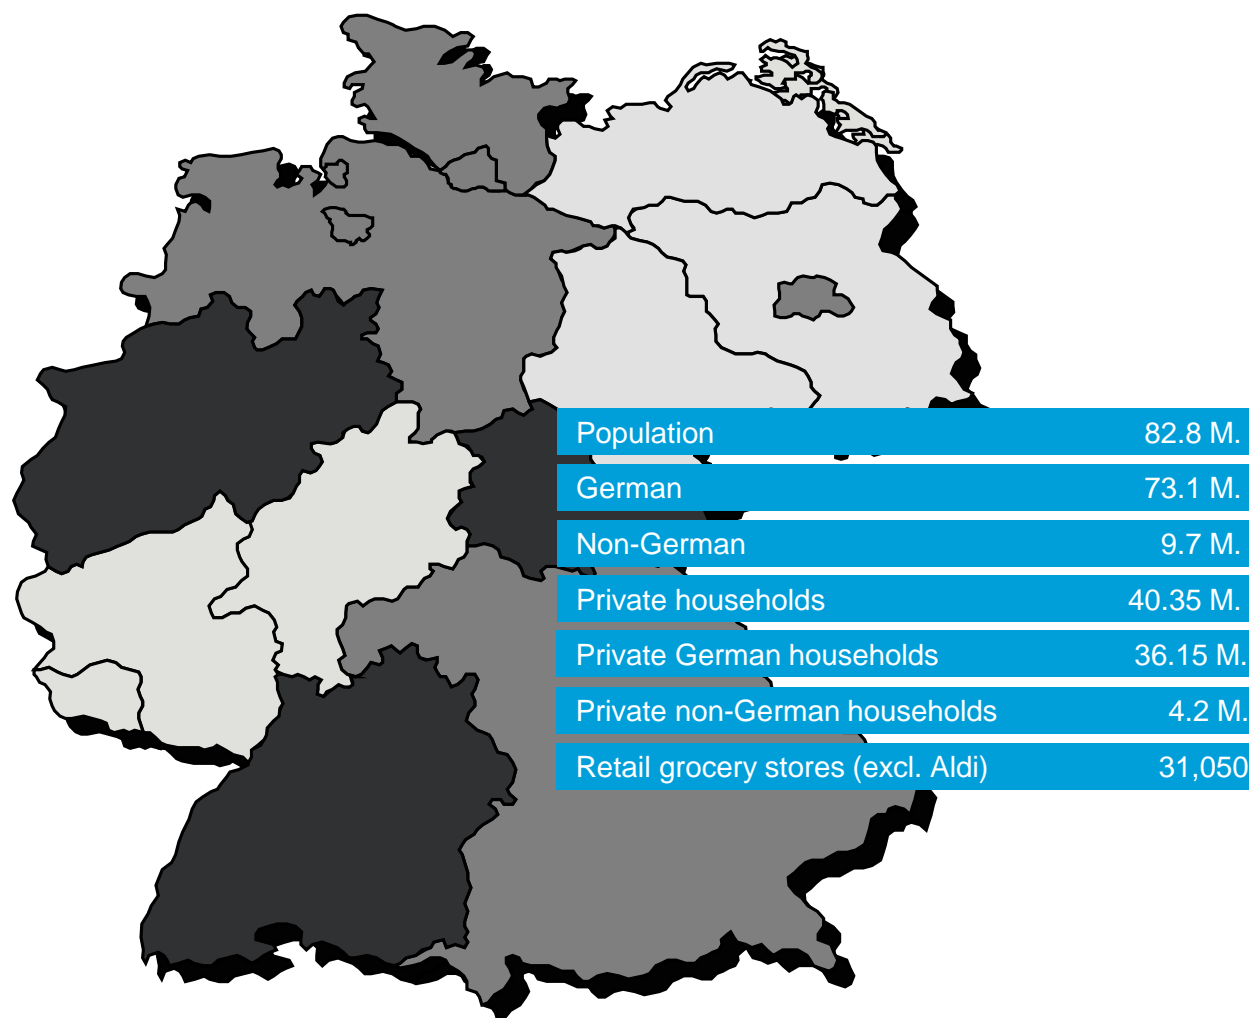 Population 82.8 M.
German 73.1 M.
Non-German 9.7 M.
Private households 40.35 M.
Private German households 36.15 M.
Private non-German households 4.2 M.
Retail grocery stores (excl. Aldi) 31,050